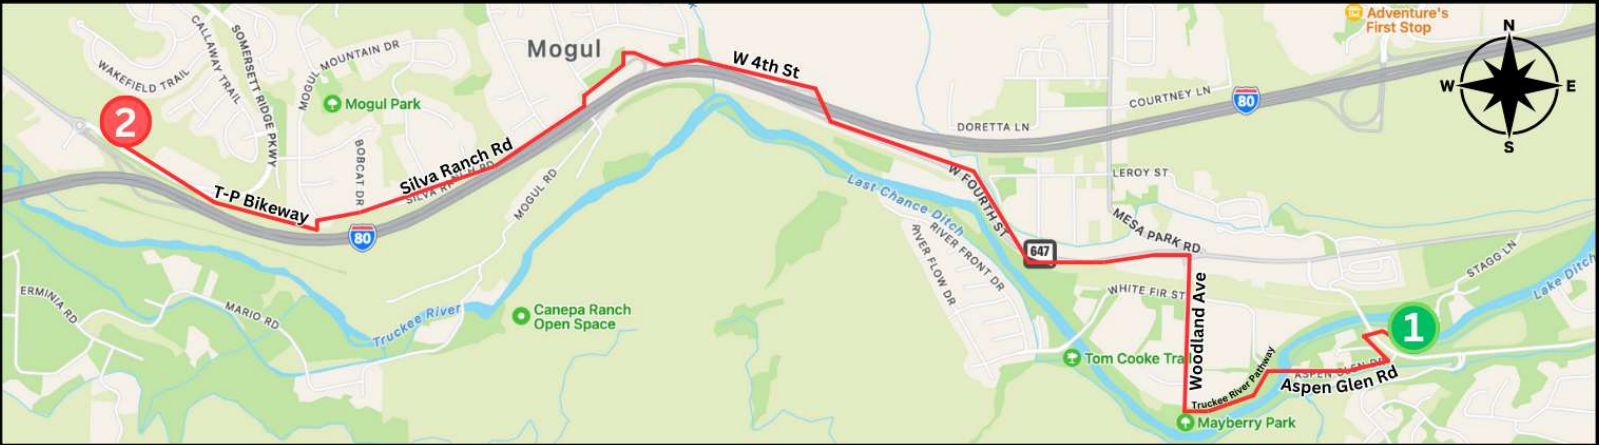 Adventure's
First Stop
N
W
E
S
Mogul
W 4th St
CALLAWAY TRAIL
SOMERSETT RIDGE PKWY
MOGUL MOUNTAIN DR
WAKEFIELD TRAIL
Mogul Park
2
80
COURTNEY LN
DORETTA LN
BOBCAT DR
Silva Ranch Rd
SILVA RANCH RD
T-P Bikeway
80
MOGUL RD
Last Chance Ditch
W FOURTH ST
LEROY ST
MESA PARK RD
647
RIVER FLOW DR
RIVER FRONT DR
STAGG LN
Lake Ditch
ERMINIA RD
MARIO RD
Truckee River
Canepa Ranch
Open Space
WHITE FIR ST
Woodland Ave
1
Tom Cooke Trail
Truckee River Pathway
ASPEN GLEN DR
Aspen Glen Rd
Mayberry Park